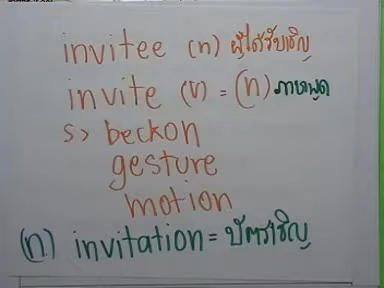 invitee (n) ผู้ได้รับเชิญ
invite (v) = (n) ภาษาพูด
s> beckon
gesture
motion
(n) invitation = บัตรเชิญ